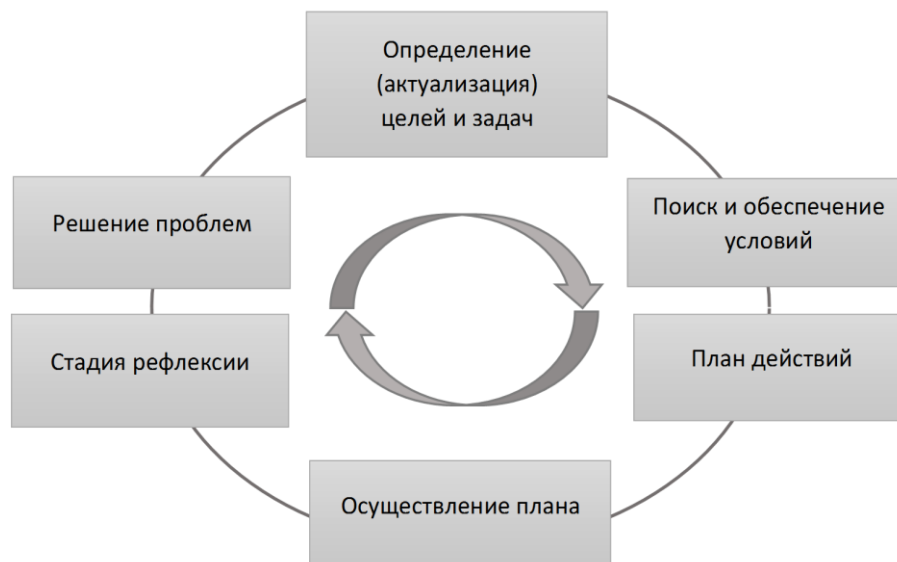 Определение
(актуализация)
целей и задач
Поиск и обеспечение
условий
План действий
Осуществление плана
Стадия рефлексии
Решение проблем